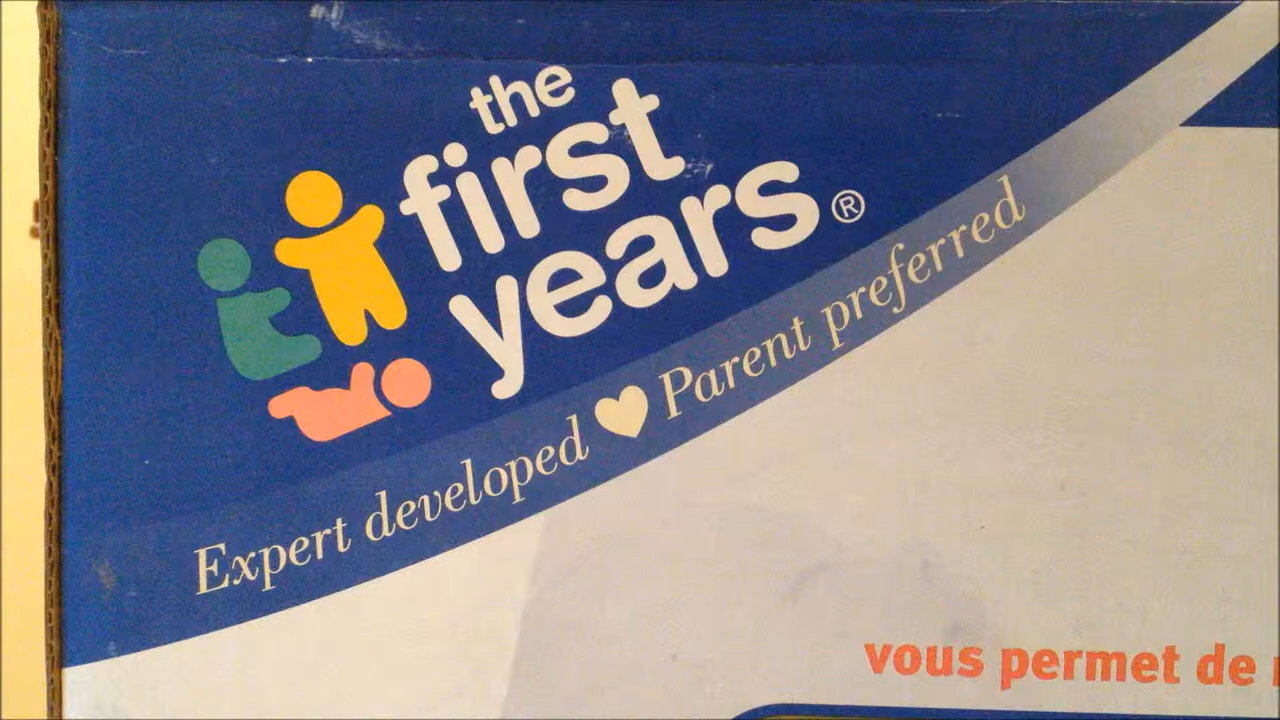 the
first
years®
Expert developed ♥ Parent preferred
vous permet de